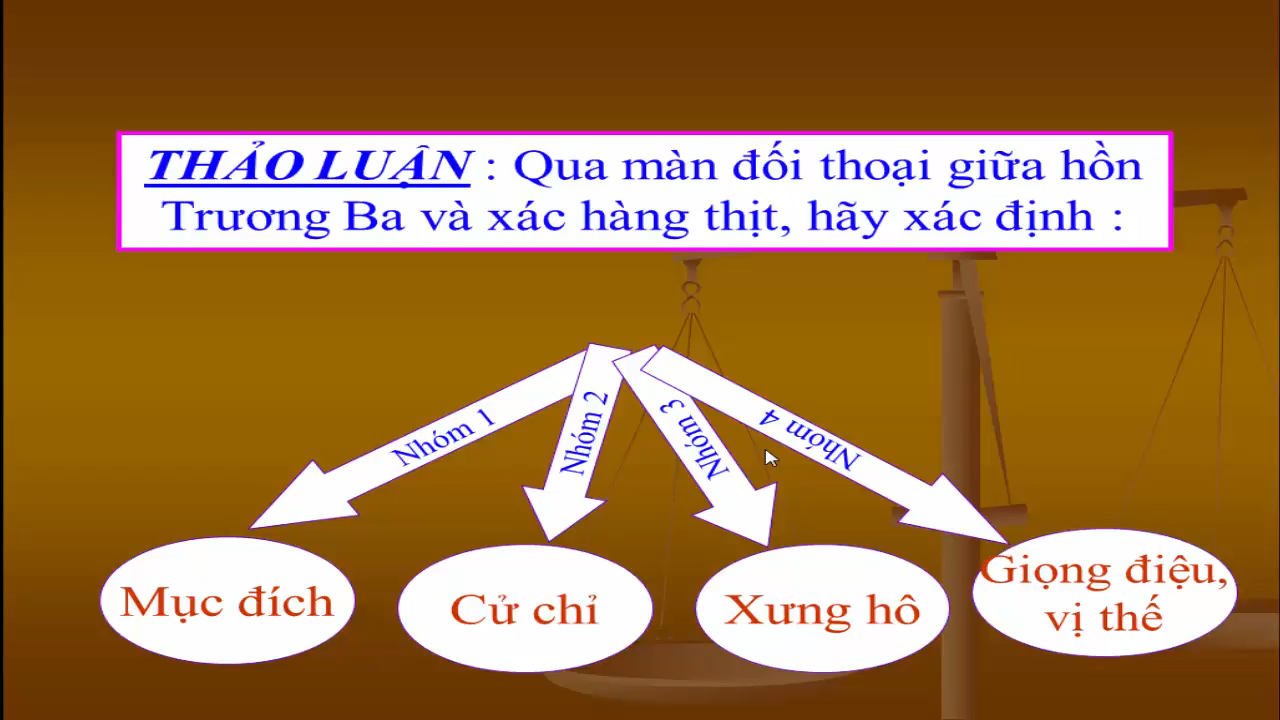 THẢO LUẬN : Qua màn đối thoại giữa hồn
Trương Ba và xác hàng thịt, hãy xác định :
Nhóm 1
Nhóm 2
Nhóm 3
Nhóm 4
Mục đích
Cử chỉ
Xưng hô
Giọng điệu,
vị thế